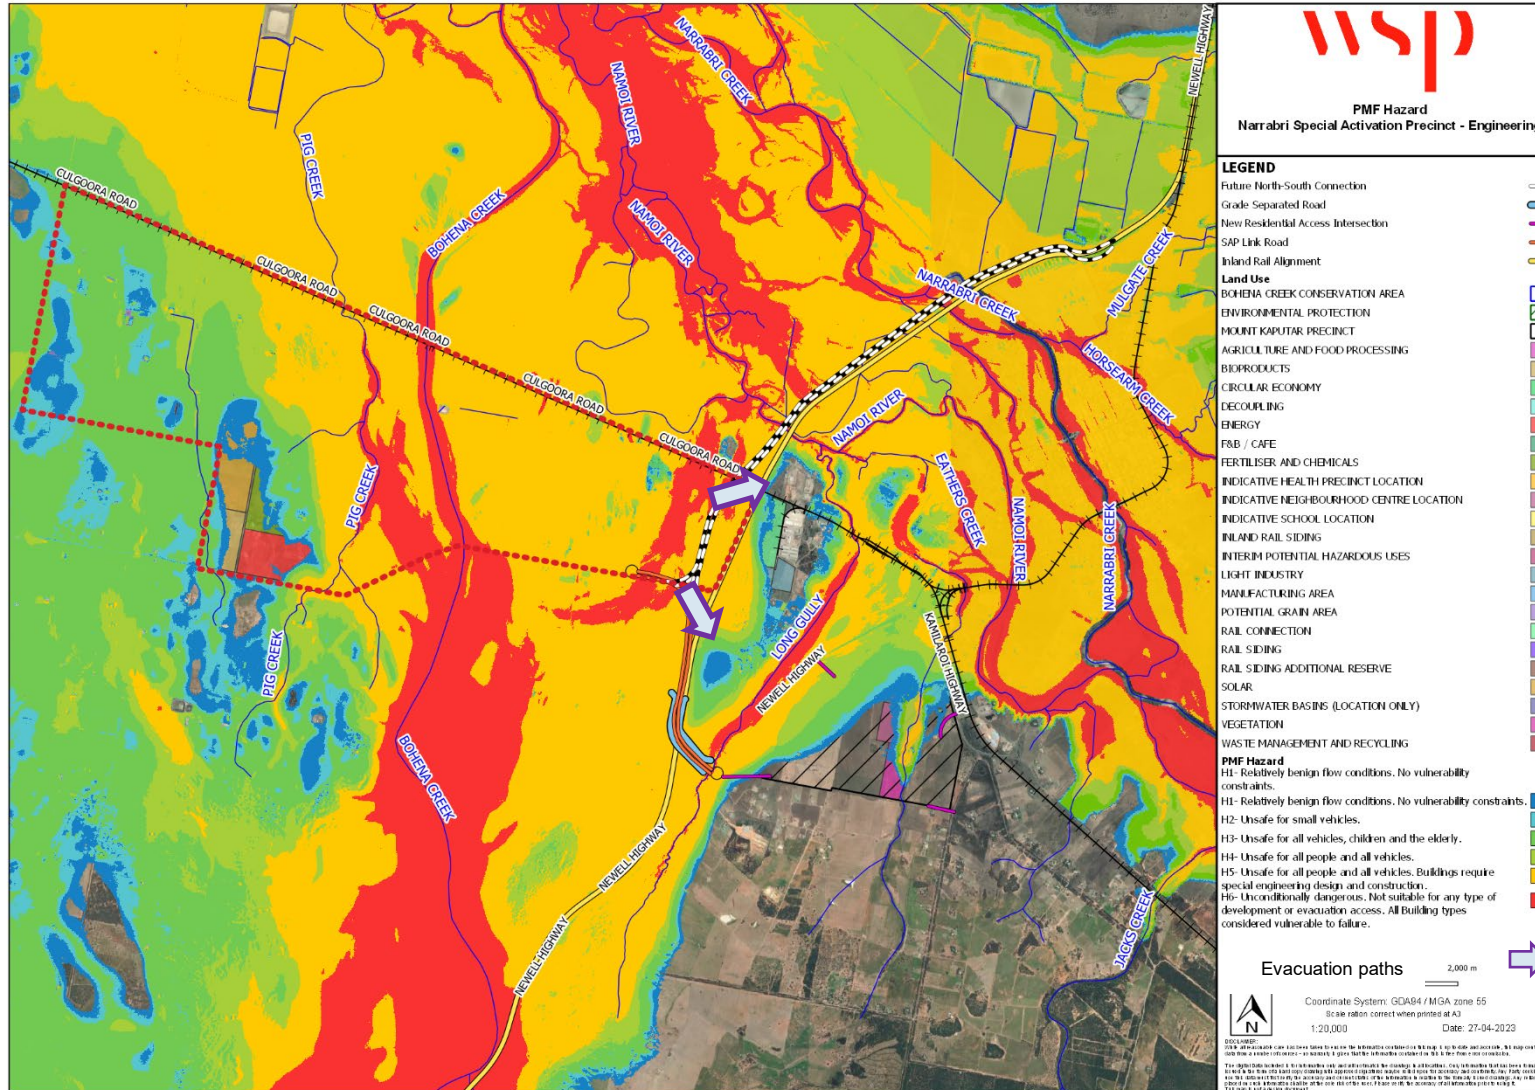 wsp
PMF Hazard
Narrabri Special Activation Precinct - Engineering
LEGEND
Future North-South Connection
Grade Separated Road
New Residential Access Intersection
SAP Link Road
Inland Rail Alignment
Land Use
BOHENA CREEK CONSERVATION AREA
ENVIRONMENTAL PROTECTION
MOUNT KAPUTAR PRECINCT
AGRICULTURE AND FOOD PROCESSING
BIOPRODUCTS
CIRCULAR ECONOMY
DECOUPLING
ENERGY
F&B / CAFE
FERTILISER AND CHEMICALS
INDICATIVE HEALTH PRECINCT LOCATION
INDICATIVE NEIGHBOURHOOD CENTRE LOCATION
INDICATIVE SCHOOL LOCATION
INLAND RAIL SIDING
INTERIM POTENTIAL HAZARDOUS USES
LIGHT INDUSTRY
MANUFACTURING AREA
POTENTIAL GRAIN AREA
RAIL CONNECTION
RAIL SIDING
RAIL SIDING ADDITIONAL RESERVE
SOLAR
STORMWATER BASINS (LOCATION ONLY)
VEGETATION
WASTE MANAGEMENT AND RECYCLING
PMF Hazard
H1- Relatively benign flow conditions. No vulnerability
constraints.
H1- Relatively benign flow conditions. No vulnerability constraints.
H2- Unsafe for small vehicles.
H3- Unsafe for all vehicles, children and the elderly.
H4- Unsafe for all people and all vehicles.
H5- Unsafe for all people and all vehicles. Buildings require
special engineering design and construction.
H6- Unconditionally dangerous. Not suitable for any type of
development or evacuation access. All Building types
considered vulnerable to failure.
Evacuation paths
2,000 m
N
Coordinate System: GDA94 / MGA zone 55
Scale ration correct when printed at A3
1:20,000
Date: 27-04-2023
DISCLAIMER:
NARRABRI CREEK
NEWELL HIGHWAY
NAMOI RIVER
PIG CREEK
CULGOORA ROAD
BOHENA CREEK
NAMOI RIVER
CULGOORA ROAD
MULGATE CREEK
NARRABRI CREEK
CULGOORA ROAD
HORSEARM CREEK
CULGOORA ROAD
NAMOI RIVER
CULGOORA ROAD
EATHERS CREEK
PIG CREEK
NAMOI RIVER
NARRABRI CREEK
LONG GULLY
KAMILAROI HIGHWAY
PIG CREEK
NEWELL HIGHWAY
BOHENA CREEK
NEWELL HIGHWAY
NEWELL HIGHWAY
JACKS CREEK